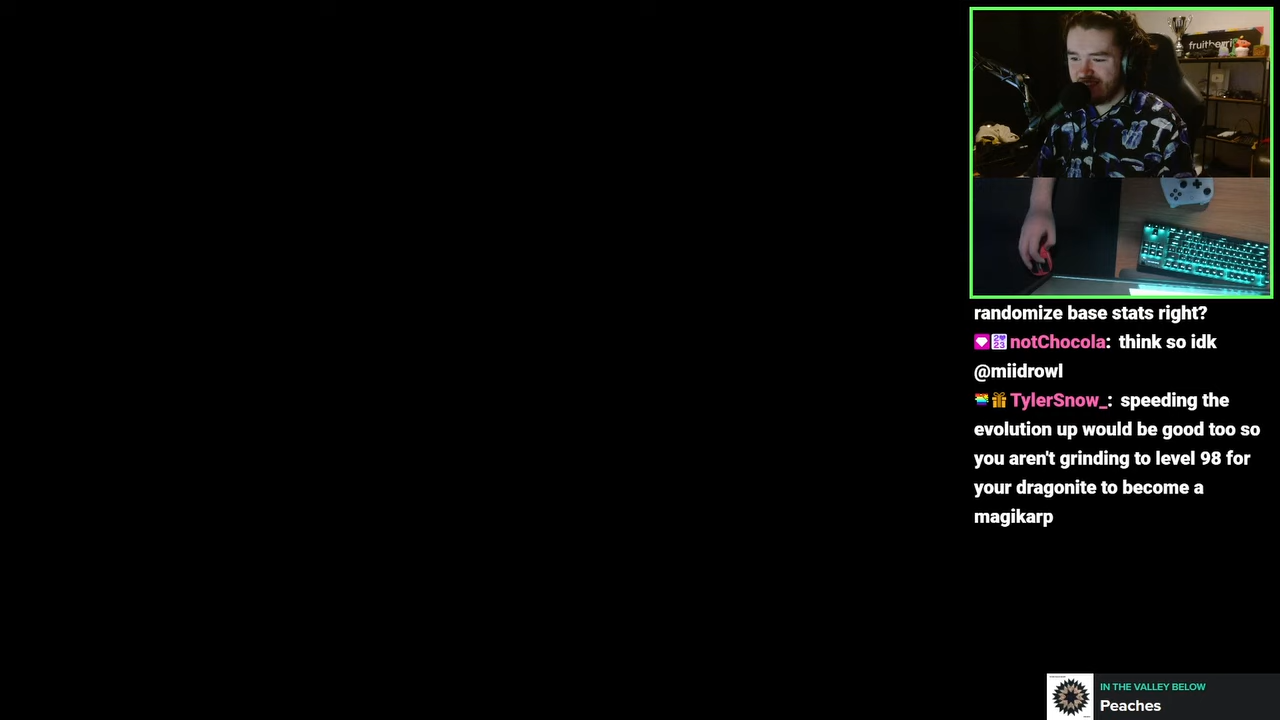 fruitberri
randomize base stats right?
notChocola: think so idk
@miidrowl
TylerSnow_: speeding the
evolution up would be good too so
you aren't grinding to level 98 for
your dragonite to become a
magikarp
IN THE VALLEY BELOW
Peaches